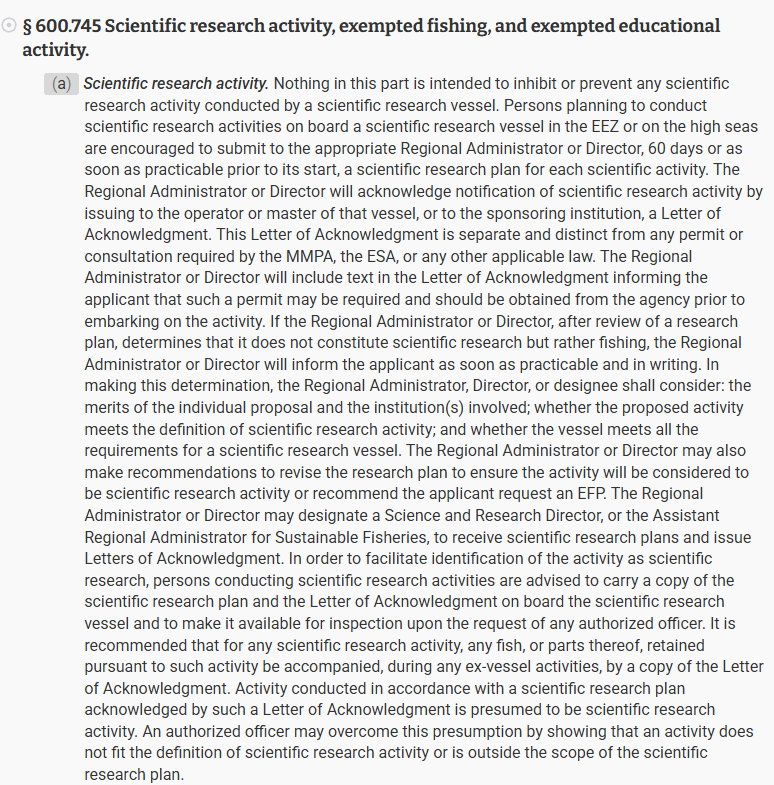 § 600.745 Scientific research activity, exempted fishing, and exempted educational
activity.
(a) Scientific research activity. Nothing in this part is intended to inhibit or prevent any scientific
research activity conducted by a scientific research vessel. Persons planning to conduct
scientific research activities on board a scientific research vessel in the EEZ or on the high seas
are encouraged to submit to the appropriate Regional Administrator or Director, 60 days or as
soon as practicable prior to its start, a scientific research plan for each scientific activity. The
Regional Administrator or Director will acknowledge notification of scientific research activity by
issuing to the operator or master of that vessel, or to the sponsoring institution, a Letter of
Acknowledgment. This Letter of Acknowledgment is separate and distinct from any permit or
consultation required by the MMPA, the ESA, or any other applicable law. The Regional
Administrator or Director will include text in the Letter of Acknowledgment informing the
applicant that such a permit may be required and should be obtained from the agency prior to
embarking on the activity. If the Regional Administrator or Director, after review of a research
plan, determines that it does not constitute scientific research but rather fishing, the Regional
Administrator or Director will inform the applicant as soon as practicable and in writing. In
making this determination, the Regional Administrator, Director, or designee shall consider: the
merits of the individual proposal and the institution(s) involved; whether the proposed activity
meets the definition of scientific research activity; and whether the vessel meets all the
requirements for a scientific research vessel. The Regional Administrator or Director may also
make recommendations to revise the research plan to ensure the activity will be considered to
be scientific research activity or recommend the applicant request an EFP. The Regional
Administrator or Director may designate a Science and Research Director, or the Assistant
Regional Administrator for Sustainable Fisheries, to receive scientific research plans and issue
Letters of Acknowledgment. In order to facilitate identification of the activity as scientific
research, persons conducting scientific research activities are advised to carry a copy of the
scientific research plan and the Letter of Acknowledgment on board the scientific research
vessel and to make it available for inspection upon the request of any authorized officer. It is
recommended that for any scientific research activity, any fish, or parts thereof, retained
pursuant to such activity be accompanied, during any ex-vessel activities, by a copy of the Letter
of Acknowledgment. Activity conducted in accordance with a scientific research plan
acknowledged by such a Letter of Acknowledgment is presumed to be scientific research
activity. An authorized officer may overcome this presumption by showing that an activity does
not fit the definition of scientific research activity or is outside the scope of the scientific
research plan.